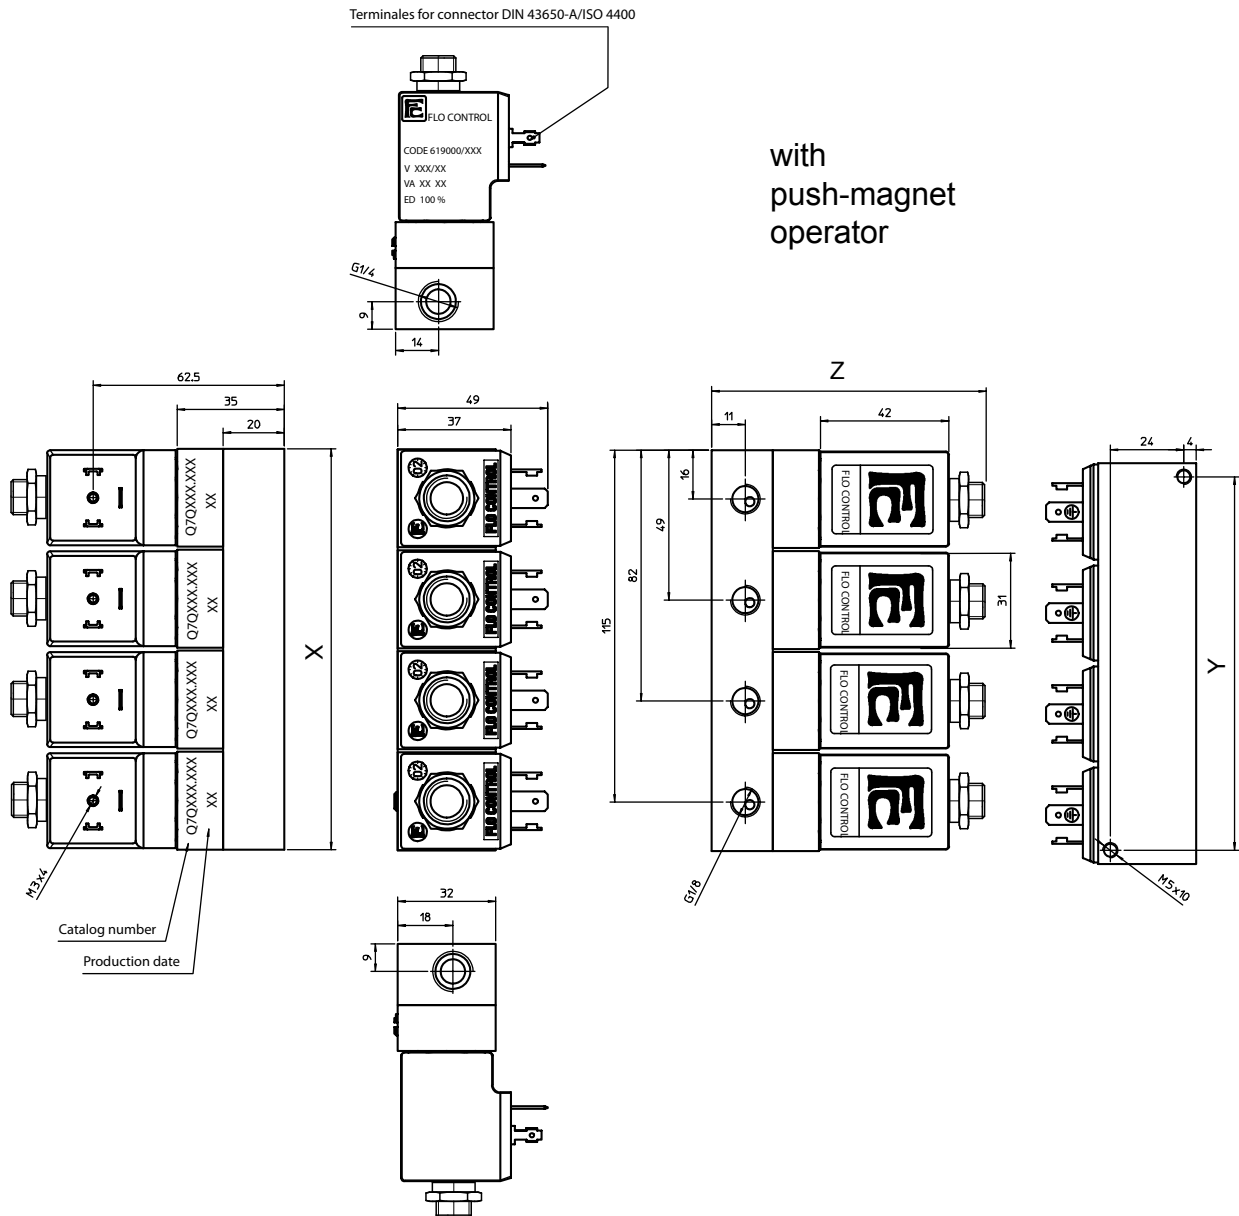 Terminales for connector DIN 43650-A/ISO 4400
FLO CONTROL
CODE 619000/XXX
V XXX/XX
VA XX XX
ED 100 %
with
push-magnet
operator
G1/4
9
14
62.5
35
20
Q7QXXX.XXX
XX
Q7QXXX.XXX
XX
Q7QXXX.XXX
XX
Q7QXXX.XXX
XX
X
M3x4
Catalog number
Production date
49
37
02
FLO CONTROL
02
FLO CONTROL
02
FLO CONTROL
02
FLO CONTROL
Z
11
42
16
49
82
115
31
FLO CONTROL
FLO CONTROL
FLO CONTROL
FLO CONTROL
G1/8
24
4
Y
M5x10
32
18
9